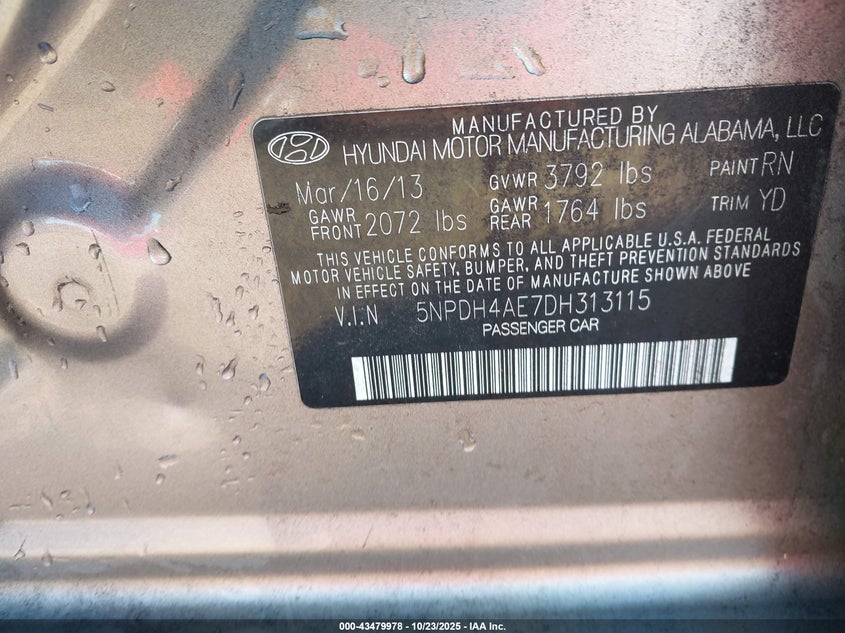 MANUFACTURED BY
HYUNDAI MOTOR MANUFACTURING ALABAMA, LLC
Mar/16/13 GVWR 3792 lbs PAINT RN
GAWR FRONT 2072 lbs GAWR REAR 1764 lbs TRIM YD
THIS VEHICLE CONFORMS TO ALL APPLICABLE U.S.A. FEDERAL
MOTOR VEHICLE SAFETY, BUMPER, AND THEFT PREVENTION STANDARDS
IN EFFECT ON THE DATE OF MANUFACTURE SHOWN ABOVE
V.I.N 5NPDH4AE7DH313115
PASSENGER CAR
000-43479978 - 10/23/2025 - IAA Inc.